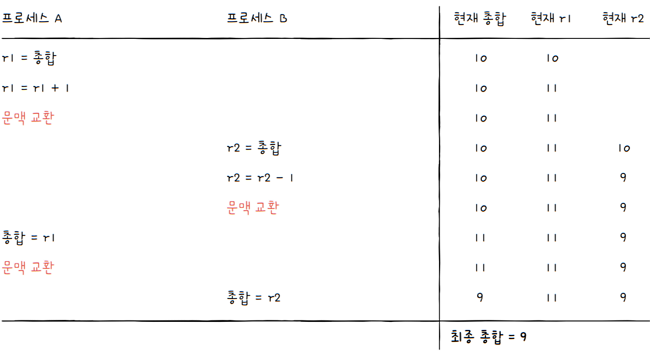 프로세스 A 프로세스 B 현재 총합 현재 r1 현재 r2
r1 = 총합 10 10
r1 = r1 + 1 10 11
문맥 교환 10 11
r2 = 총합 10 11 10
r2 = r2 - 1 10 11 9
문맥 교환 10 11 9
총합 = r1 11 11 9
문맥 교환 11 11 9
총합 = r2 9 11 9
최종 총합 = 9